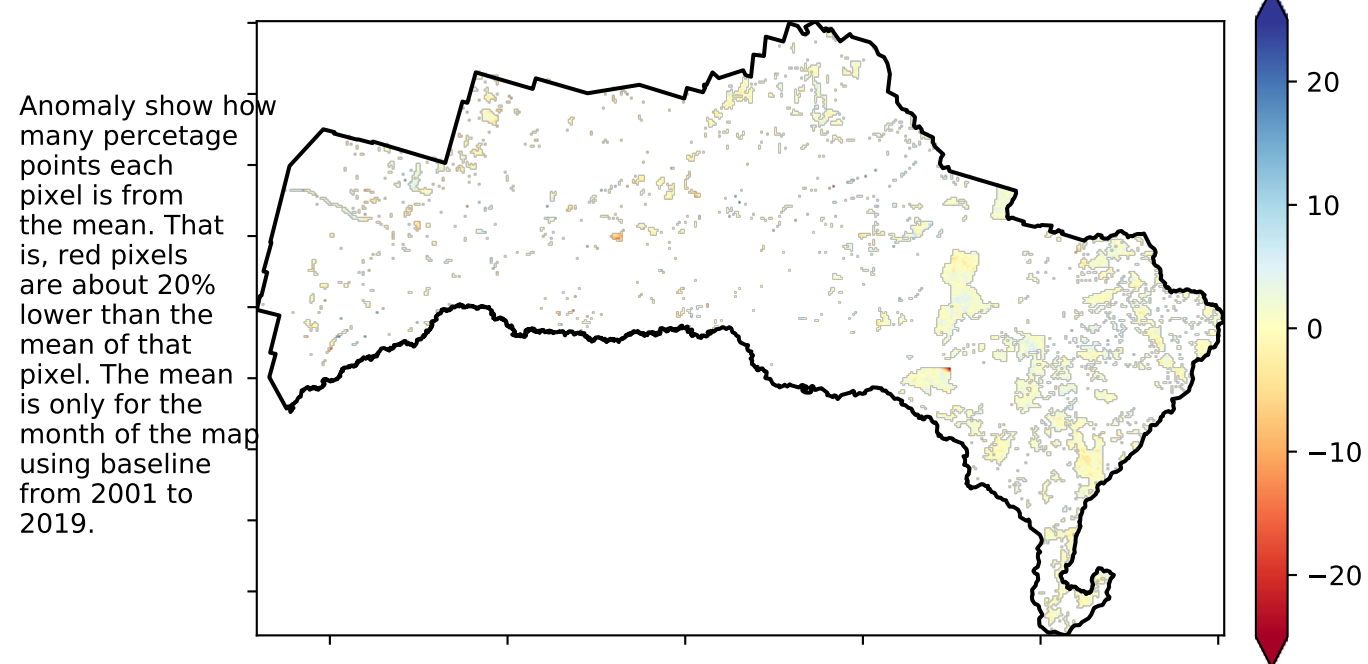 Anomaly show how
many percetage
points each
pixel is from
the mean. That
is, red pixels
are about 20%
lower than the
mean of that
pixel. The mean
is only for the
month of the map
using baseline
from 2001 to
2019.
20
10
0
−10
−20